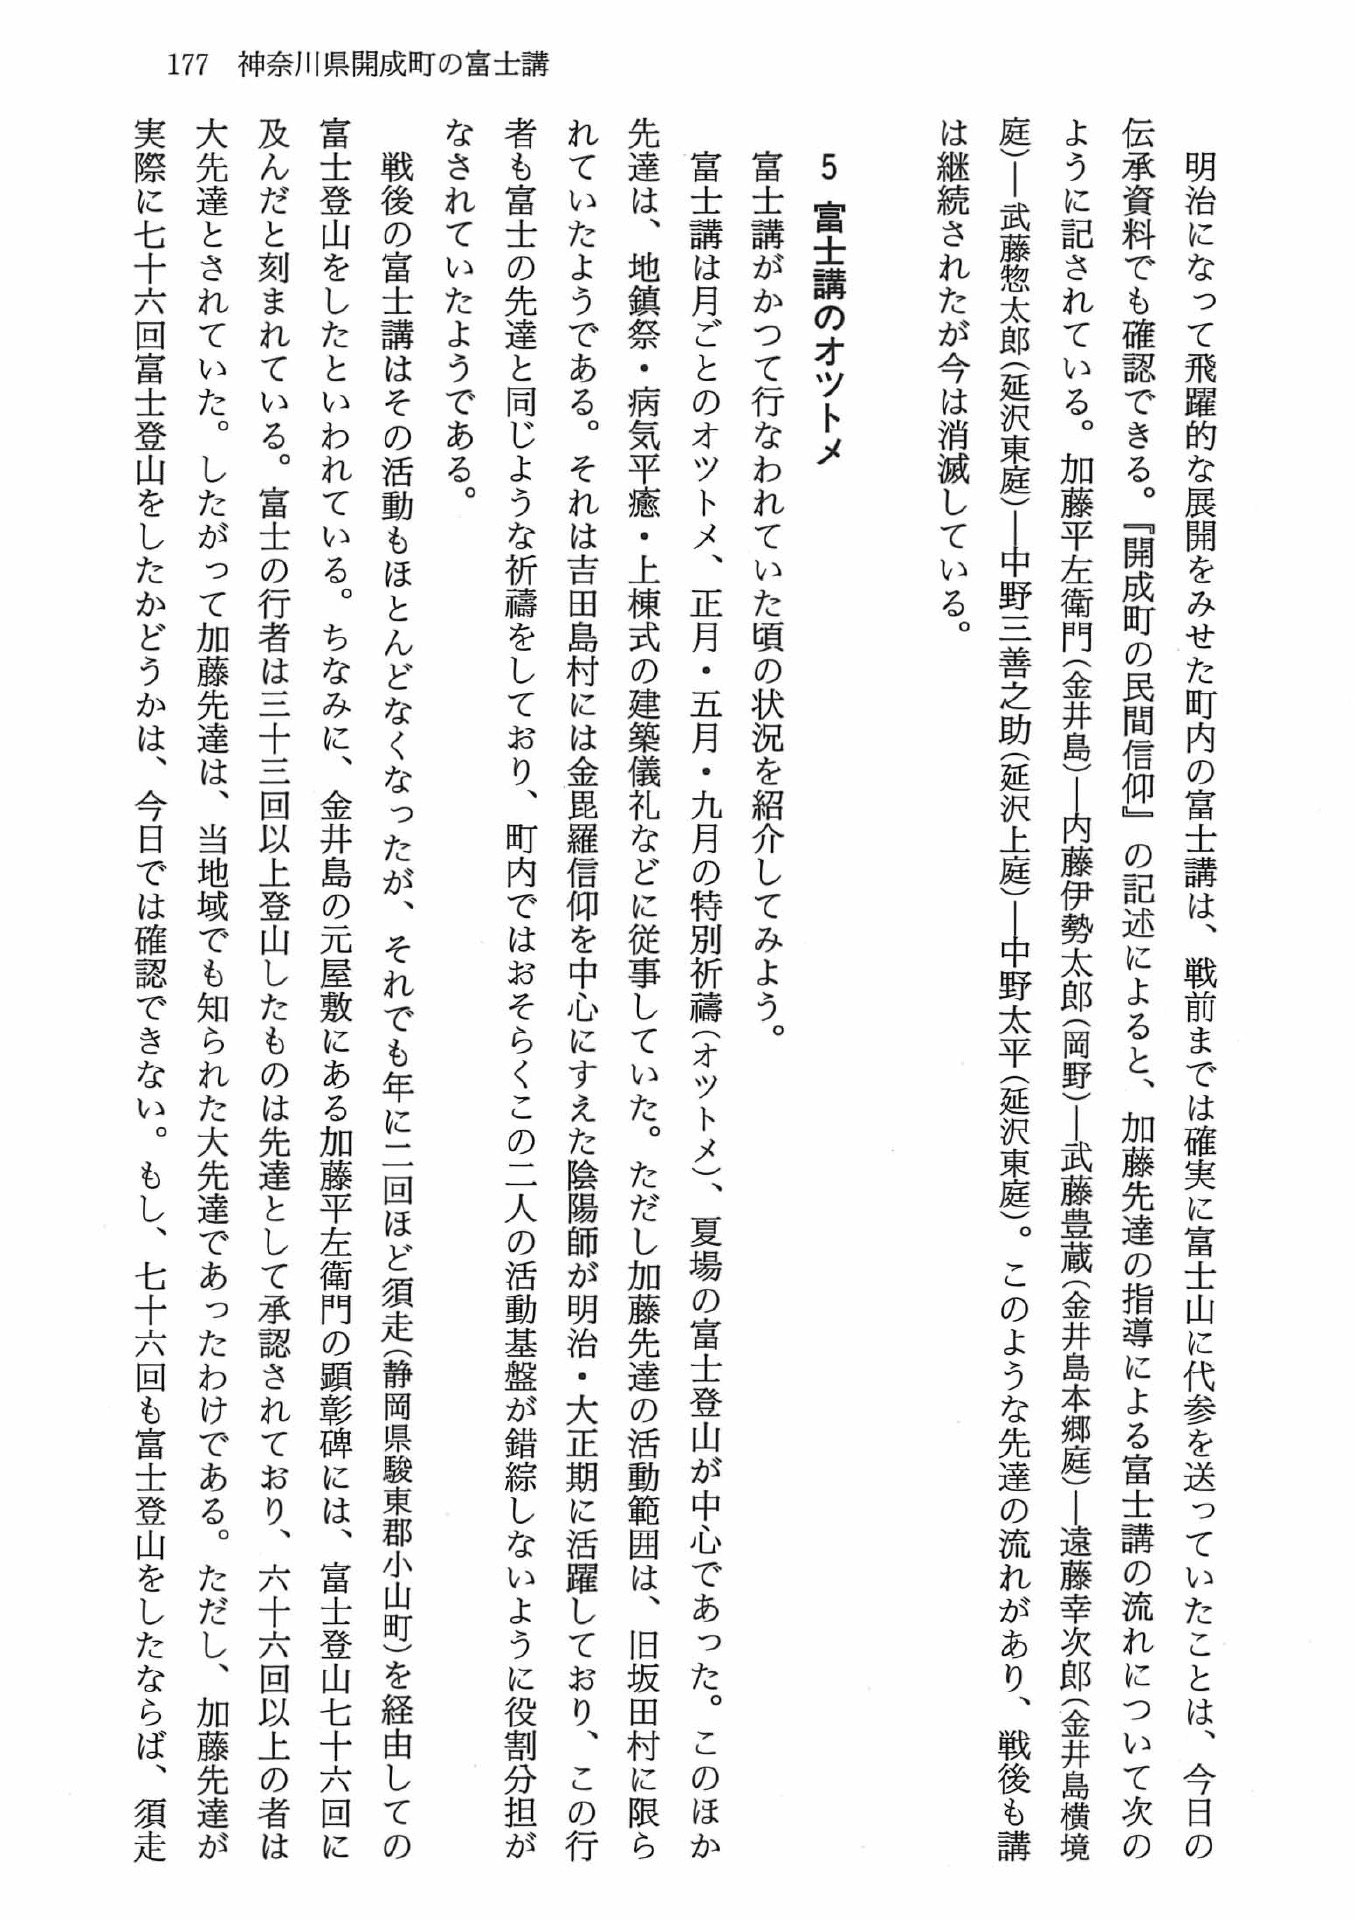 177　神奈川県開成町の富士講
　明治になって飛躍的な展開をみせた町内の富士講は、戦前までは確実に富士山に代参を送っていたことは、今日の
伝承資料でも確認できる。『開成町の民間信仰』の記述によると、加藤先達の指導による富士講の流れについて次の
ように記されている。加藤平左衛門（金井島）―内藤伊勢太郎（岡野）―武藤豊蔵（金井島本郷庭）―遠藤幸次郎（金井島横境
庭）―武藤惣太郎（延沢東庭）―中野三善之助（延沢上庭）―中野太平（延沢東庭）。このような先達の流れがあり、戦後も講
は継続されたが今は消滅している。
5　富士講のオツトメ
　富士講がかつて行なわれていた頃の状況を紹介してみよう。
　富士講は月ごとのオツトメ、正月・五月・九月の特別祈禱（オツトメ）、夏場の富士登山が中心であった。このほか
先達は、地鎮祭・病気平癒・上棟式の建築儀礼などに従事していた。ただし加藤先達の活動範囲は、旧坂田村に限ら
れていたようである。それは吉田島村には金毘羅信仰を中心にすえた陰陽師が明治・大正期に活躍しており、この行
者も富士の先達と同じような祈禱をしており、町内ではおそらくこの二人の活動基盤が錯綜しないように役割分担が
なされていたようである。
　戦後の富士講はその活動もほとんどなくなったが、それでも年に二回ほど須走（静岡県駿東郡小山町）を経由しての
富士登山をしたといわれている。ちなみに、金井島の元屋敷にある加藤平左衛門の顕彰碑には、富士登山七十六回に
及んだと刻まれている。富士の行者は三十三回以上登山したものは先達として承認されており、六十六回以上の者は
大先達とされていた。したがって加藤先達は、当地域でも知られた大先達であったわけである。ただし、加藤先達が
実際に七十六回富士登山をしたかどうかは、今日では確認できない。もし、七十六回も富士登山をしたならば、須走